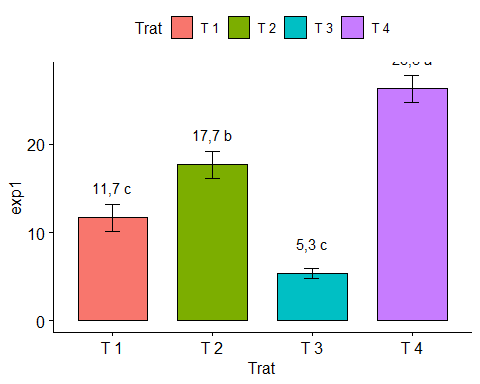 Trat T 1 T 2 T 3 T 4
17,7 b
11,7 c
5,3 c
exp1
20
10
0
T 1 T 2 T 3 T 4
Trat